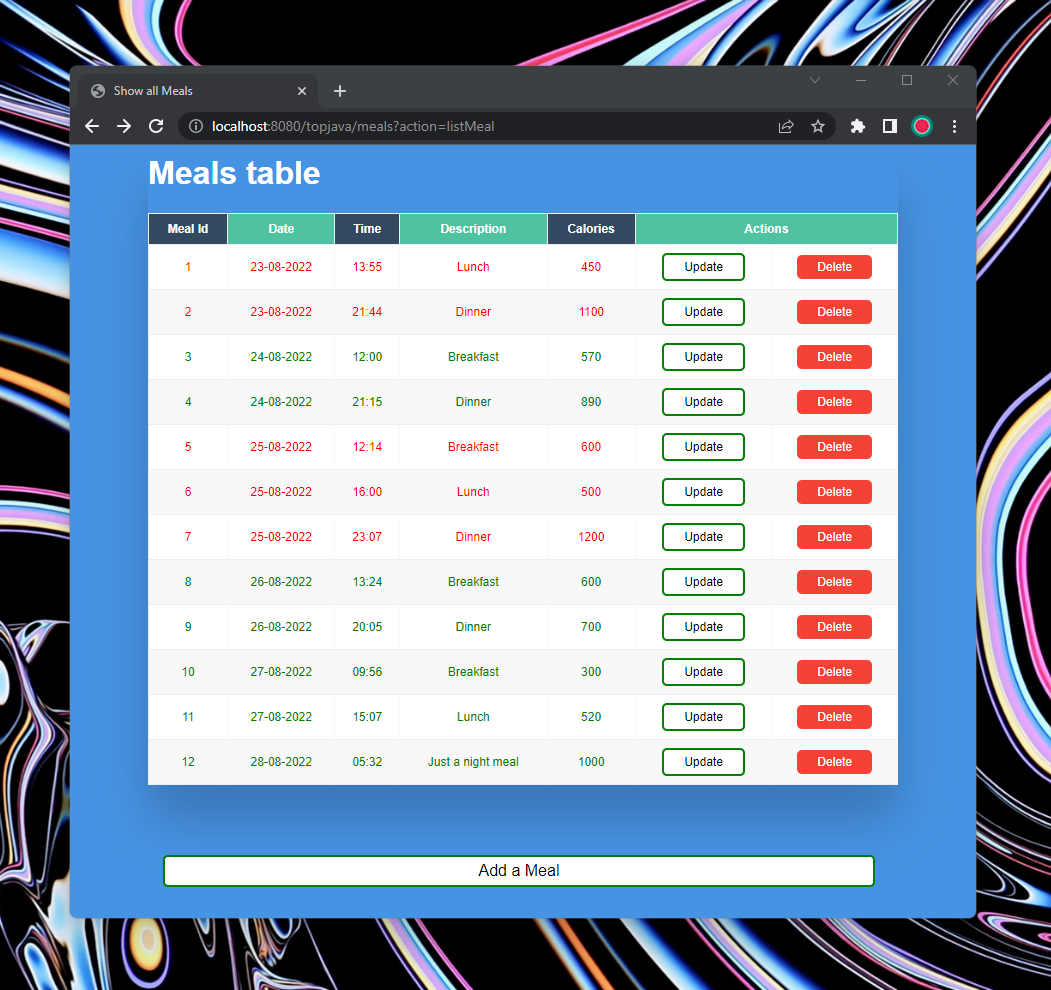 Show all Meals
localhost:8080/topjava/meals?action=listMeal
Meals table
Meal Id Date Time Description Calories Actions
1 23-08-2022 13:55 Lunch 450 Update Delete
2 23-08-2022 21:44 Dinner 1100 Update Delete
3 24-08-2022 12:00 Breakfast 570 Update Delete
4 24-08-2022 21:15 Dinner 890 Update Delete
5 25-08-2022 12:14 Breakfast 600 Update Delete
6 25-08-2022 16:00 Lunch 500 Update Delete
7 25-08-2022 23:07 Dinner 1200 Update Delete
8 26-08-2022 13:24 Breakfast 600 Update Delete
9 26-08-2022 20:05 Dinner 700 Update Delete
10 27-08-2022 09:56 Breakfast 300 Update Delete
11 27-08-2022 15:07 Lunch 520 Update Delete
12 28-08-2022 05:32 Just a night meal 1000 Update Delete
Add a Meal